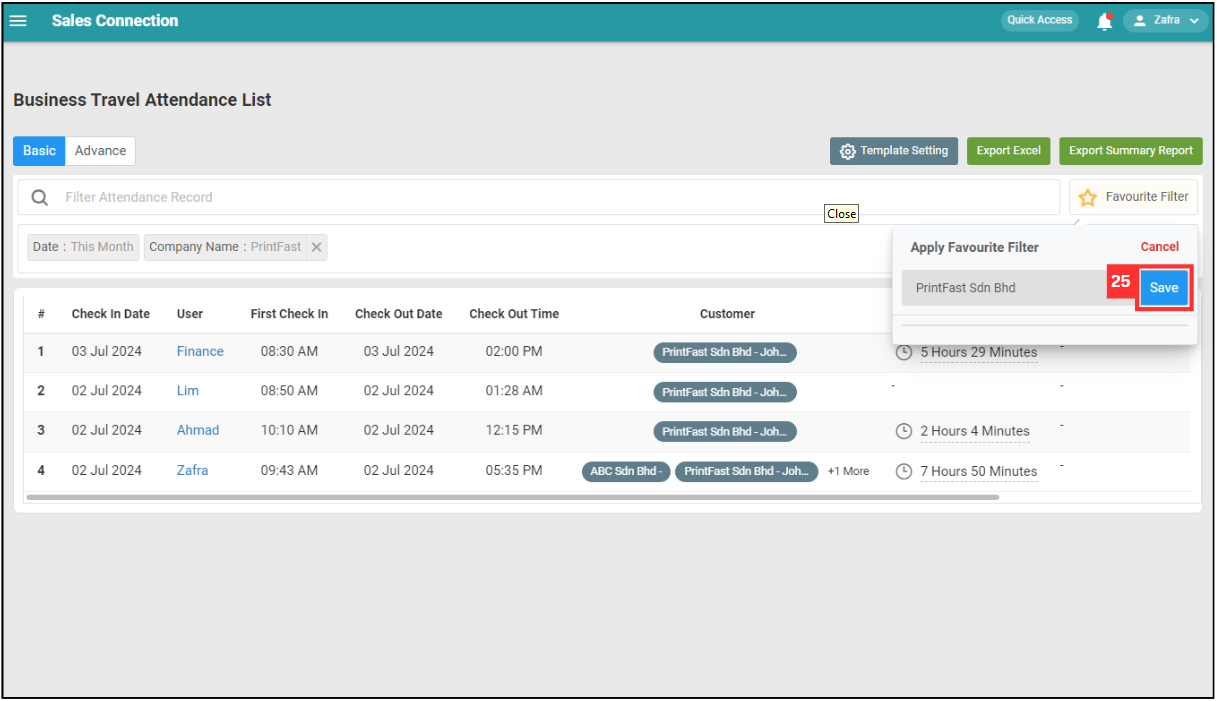 Sales Connection
Quick Access
Zafra
Business Travel Attendance List
Basic
Advance
Template Setting
Export Excel
Export Summary Report
Filter Attendance Record
Favourite Filter
Close
Date : This Month
Company Name : PrintFast
Apply Favourite Filter
Cancel
PrintFast Sdn Bhd
25
Save
# Check In Date User First Check In Check Out Date Check Out Time Customer
1 03 Jul 2024 Finance 08:30 AM 03 Jul 2024 02:00 PM PrintFast Sdn Bhd - Joh... 5 Hours 29 Minutes -
2 02 Jul 2024 Lim 08:50 AM 02 Jul 2024 01:28 AM PrintFast Sdn Bhd - Joh... - -
3 02 Jul 2024 Ahmad 10:10 AM 02 Jul 2024 12:15 PM PrintFast Sdn Bhd - Joh... 2 Hours 4 Minutes -
4 02 Jul 2024 Zafra 09:43 AM 02 Jul 2024 05:35 PM ABC Sdn Bhd - PrintFast Sdn Bhd - Joh... +1 More 7 Hours 50 Minutes -